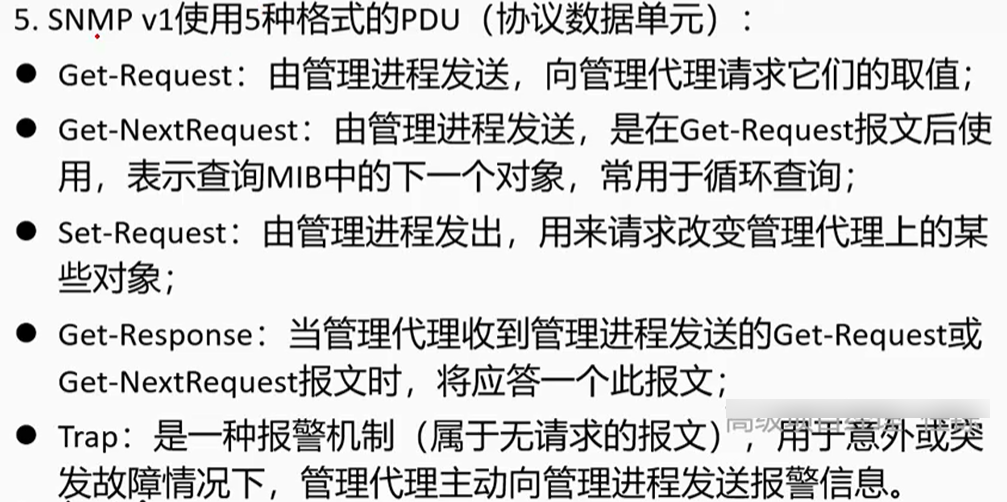 5. SNMP v1使用5种格式的PDU（协议数据单元）：
● Get-Request：由管理进程发送，向管理代理请求它们的取值；
● Get-NextRequest：由管理进程发送，是在Get-Request报文后使
用，表示查询MIB中的下一个对象，常用于循环查询；
● Set-Request：由管理进程发出，用来请求改变管理代理上的某
些对象；
● Get-Response：当管理代理收到管理进程发送的Get-Request或
Get-NextRequest报文时，将应答一个此报文；
● Trap：是一种报警机制（属于无请求的报文），用于意外或突
发故障情况下，管理代理主动向管理进程发送报警信息。